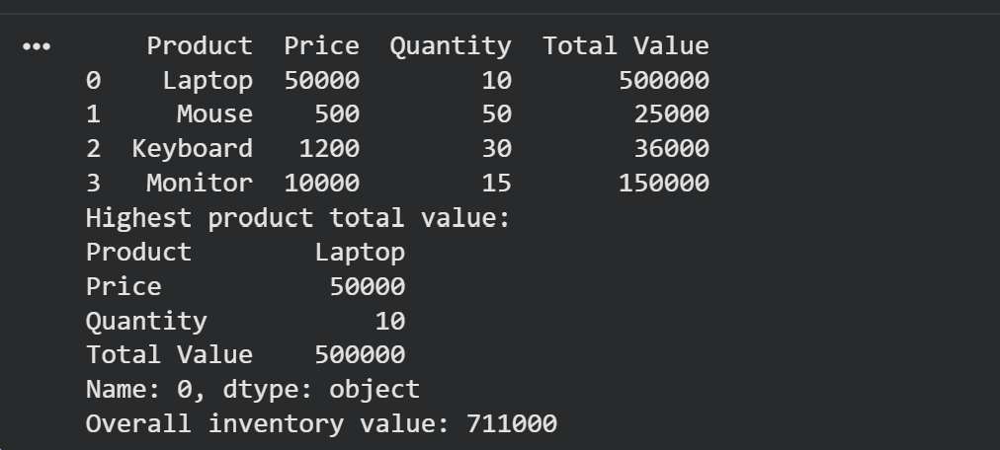 Product  Price  Quantity  Total Value
0    Laptop  50000        10       500000
1     Mouse    500        50        25000
2  Keyboard   1200        30        36000
3   Monitor  10000        15       150000
Highest product total value:
Product        Laptop
Price           50000
Quantity           10
Total Value    500000
Name: 0, dtype: object
Overall inventory value: 711000